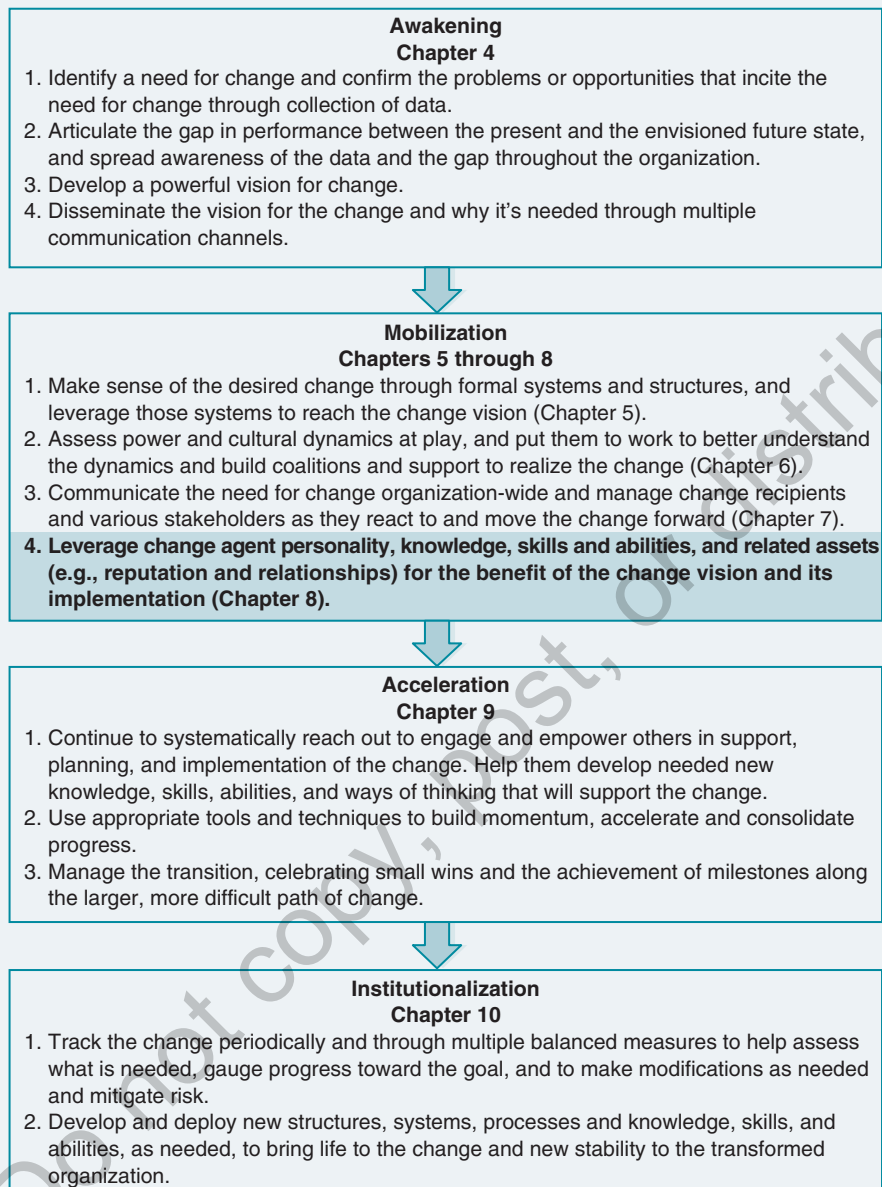 Awakening
Chapter 4
1. Identify a need for change and confirm the problems or opportunities that incite the
need for change through collection of data.
2. Articulate the gap in performance between the present and the envisioned future state,
and spread awareness of the data and the gap throughout the organization.
3. Develop a powerful vision for change.
4. Disseminate the vision for the change and why it's needed through multiple
communication channels.
Mobilization
Chapters 5 through 8
1. Make sense of the desired change through formal systems and structures, and
leverage those systems to reach the change vision (Chapter 5).
2. Assess power and cultural dynamics at play, and put them to work to better understand
the dynamics and build coalitions and support to realize the change (Chapter 6).
3. Communicate the need for change organization-wide and manage change recipients
and various stakeholders as they react to and move the change forward (Chapter 7).
4. Leverage change agent personality, knowledge, skills and abilities, and related assets
(e.g., reputation and relationships) for the benefit of the change vision and its
implementation (Chapter 8).
Acceleration
Chapter 9
1. Continue to systematically reach out to engage and empower others in support,
planning, and implementation of the change. Help them develop needed new
knowledge, skills, abilities, and ways of thinking that will support the change.
2. Use appropriate tools and techniques to build momentum, accelerate and consolidate
progress.
3. Manage the transition, celebrating small wins and the achievement of milestones along
the larger, more difficult path of change.
Institutionalization
Chapter 10
1. Track the change periodically and through multiple balanced measures to help assess
what is needed, gauge progress toward the goal, and to make modifications as needed
and mitigate risk.
2. Develop and deploy new structures, systems, processes and knowledge, skills, and
abilities, as needed, to bring life to the change and new stability to the transformed
organization.
Do not copy, post, or distrib